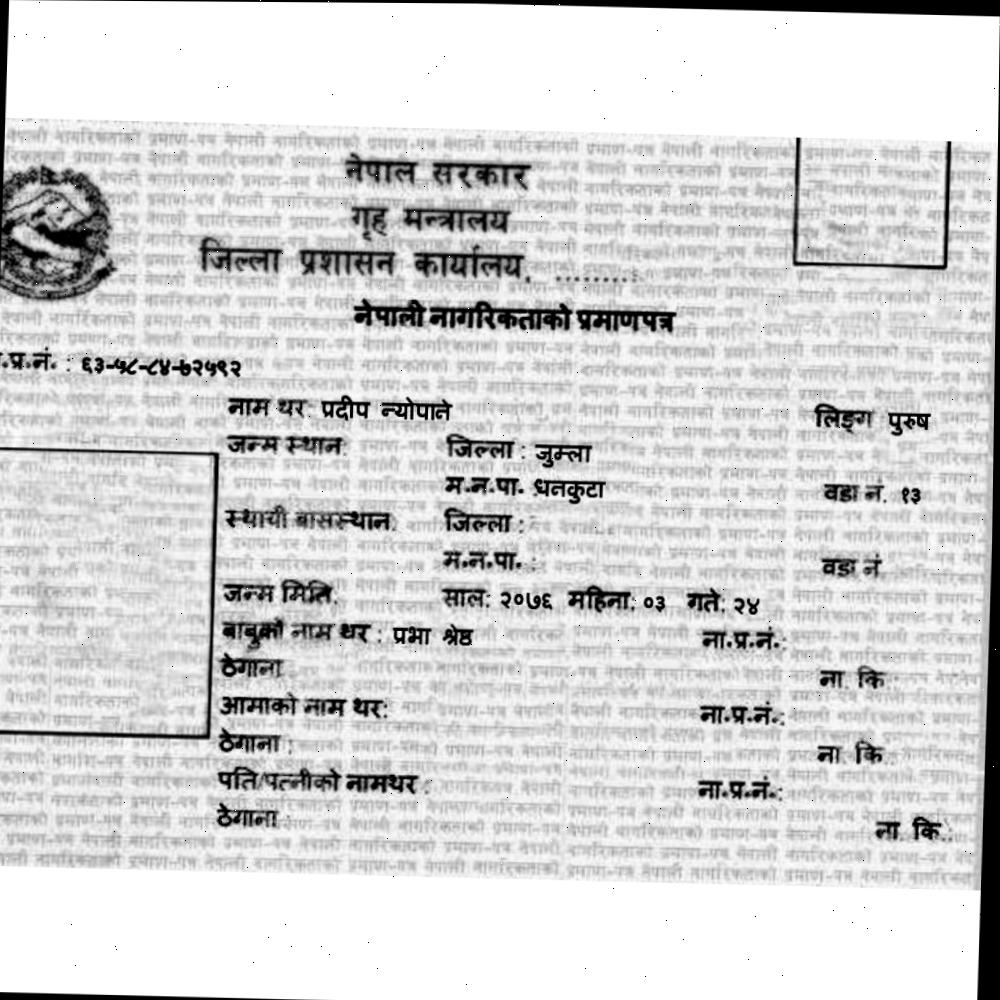 नेपाल सरकार
गृह मन्त्रालय
जिल्ला प्रशासन कार्यालय, ..........:
नेपाली नागरिकताको प्रमाणपत्र
.प्र.नं. : ६३-५८-८४-७२५९२
नाम थर: प्रदीप न्योपाते लिङ्ग पुरुष
जन्म स्थान: जिल्ला : जुम्ला
म.न.पा. धनकुटा वडा नं. १३
स्थायी बासस्थान: जिल्ला :
म.न.पा. : वडा नं
जन्म मिति: साल: २०७६ महिना: ०३ गते: २४
बाबुको नाम थर : प्रभा श्रेष्ठ ना.प्र.नं.:
ठेगाना ना. कि.:
आमाको नाम थर: ना.प्र.नं.:
ठेगाना : ना. कि.
पति/पत्नीको नामथर : ना.प्र.नं.:
ठेगाना : ना. कि.: